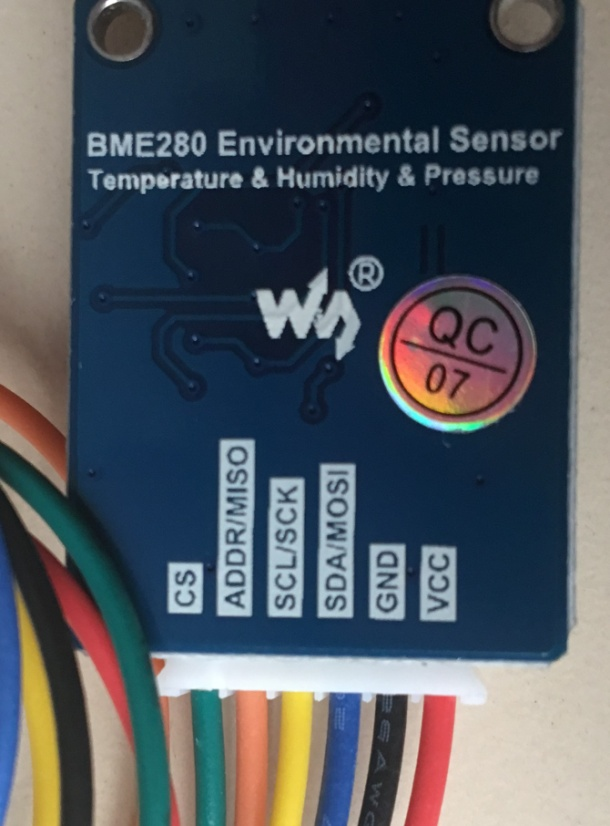 BME280 Environmental Sensor
Temperature & Humidity & Pressure
®
QC
07
CS
ADDR/MISO
SCL/SCK
SDA/MOSI
GND
VCC